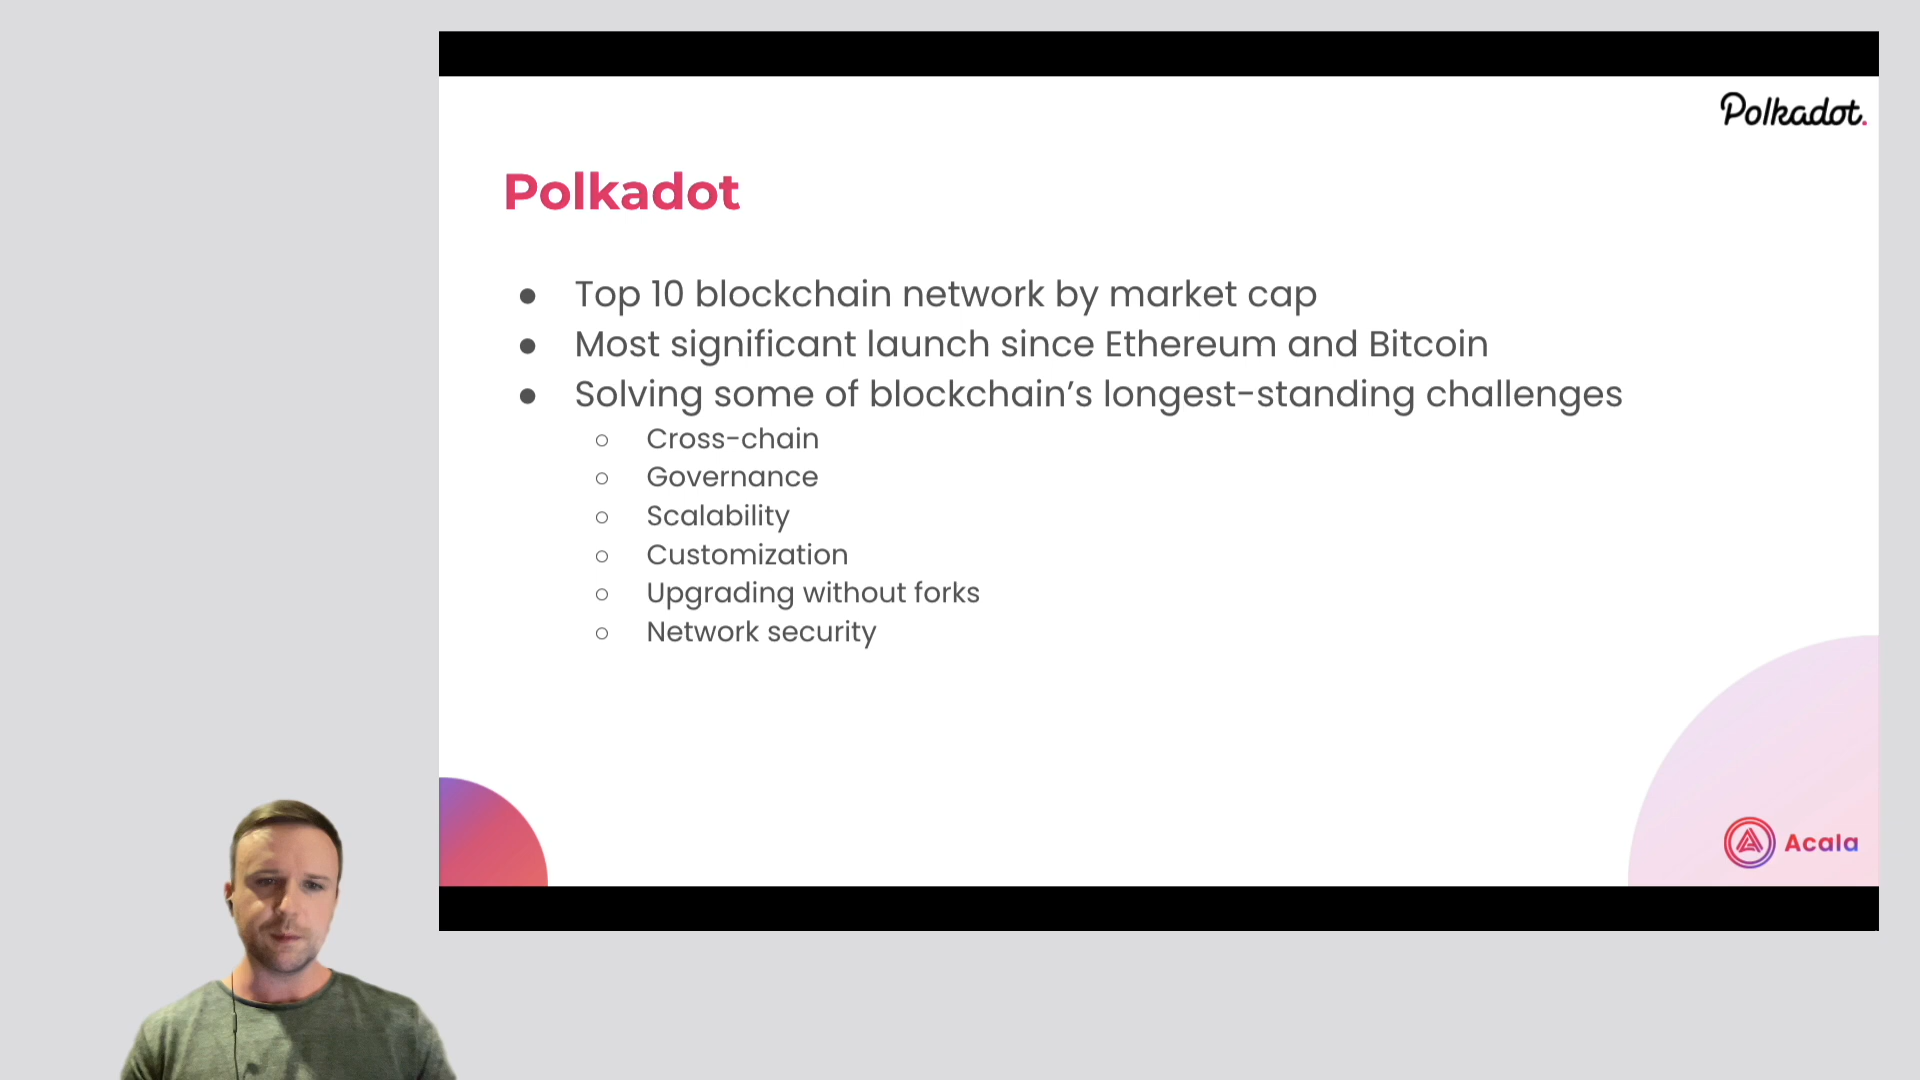 Polkadot.
Polkadot
● Top 10 blockchain network by market cap
● Most significant launch since Ethereum and Bitcoin
● Solving some of blockchain’s longest-standing challenges
○ Cross-chain
○ Governance
○ Scalability
○ Customization
○ Upgrading without forks
○ Network security
Acala